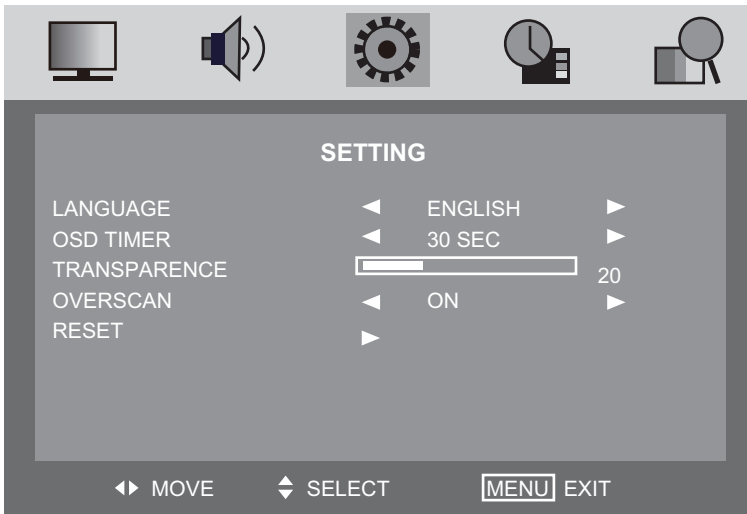 SETTING
LANGUAGE ENGLISH
OSD TIMER 30 SEC
TRANSPARENCE 20
OVERSCAN ON
RESET
MOVE SELECT MENU EXIT